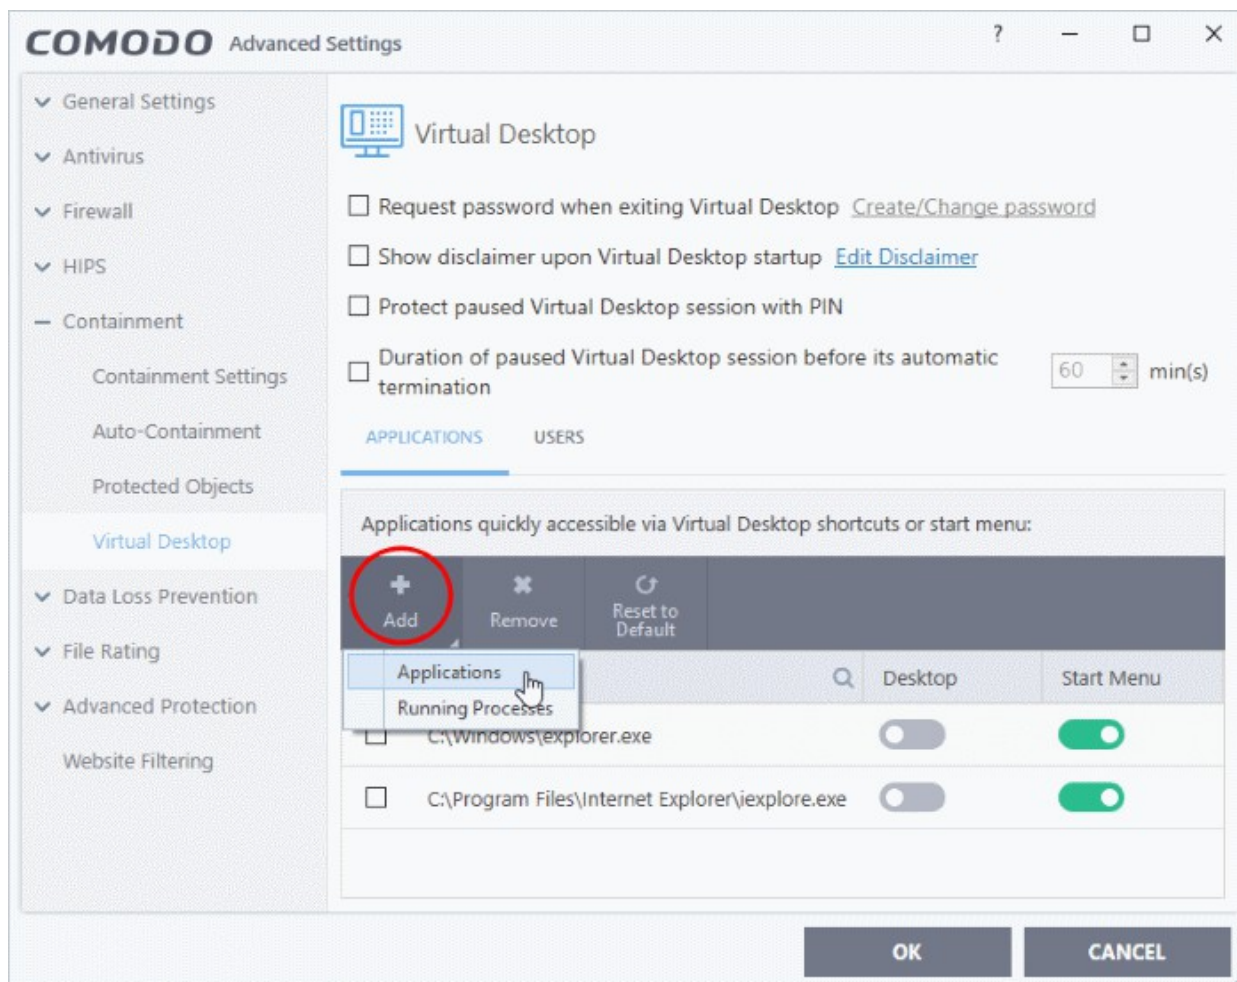 COMODO Advanced Settings ?
General Settings
Antivirus
Firewall
HIPS
Containment
Containment Settings
Auto-Containment
Protected Objects
Virtual Desktop
Data Loss Prevention
File Rating
Advanced Protection
Website Filtering
Virtual Desktop
Request password when exiting Virtual Desktop Create/Change password
Show disclaimer upon Virtual Desktop startup Edit Disclaimer
Protect paused Virtual Desktop session with PIN
Duration of paused Virtual Desktop session before its automatic
termination
60 min(s)
APPLICATIONS USERS
Applications quickly accessible via Virtual Desktop shortcuts or start menu:
Add
Remove
Reset to
Default
Applications
Running Processes
Desktop Start Menu
C:\Windows\explorer.exe
C:\Program Files\Internet Explorer\iexplore.exe
OK CANCEL